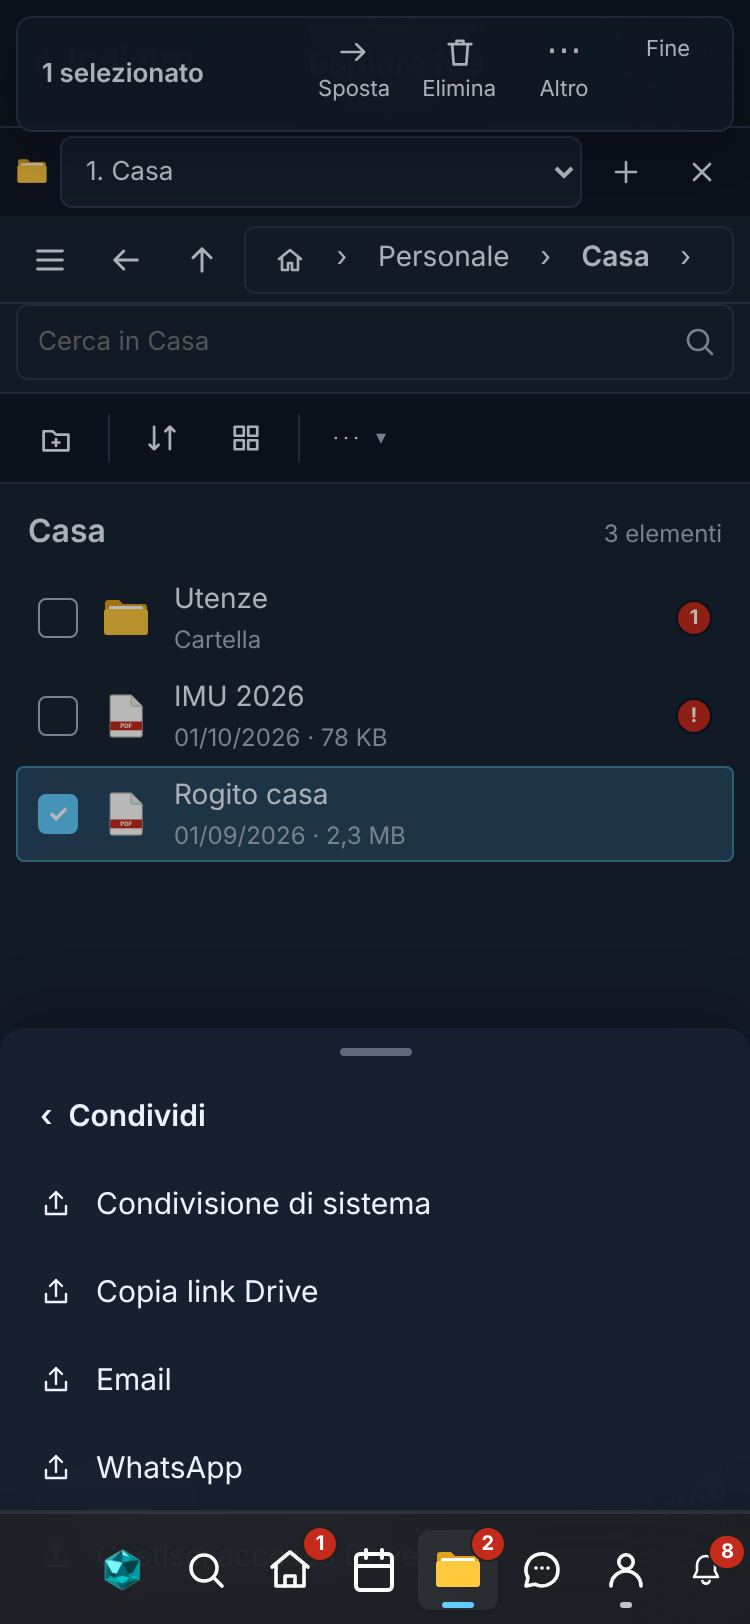 1 selezionato
Sposta
Elimina
Altro
Fine
1. Casa
› Personale › Casa ›
Cerca in Casa
Casa
3 elementi
Utenze
Cartella
1
IMU 2026
01/10/2026 · 78 KB
!
PDF
Rogito casa
01/09/2026 · 2,3 MB
PDF
‹ Condividi
Condivisione di sistema
Copia link Drive
Email
WhatsApp
1
2
8